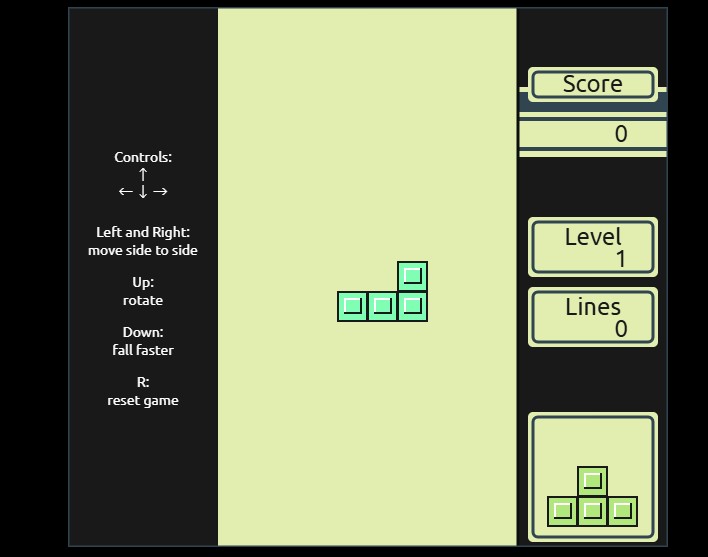 Controls:
↑
← ↓ →
Left and Right:
move side to side
Up:
rotate
Down:
fall faster
R:
reset game
Score
0
Level
1
Lines
0